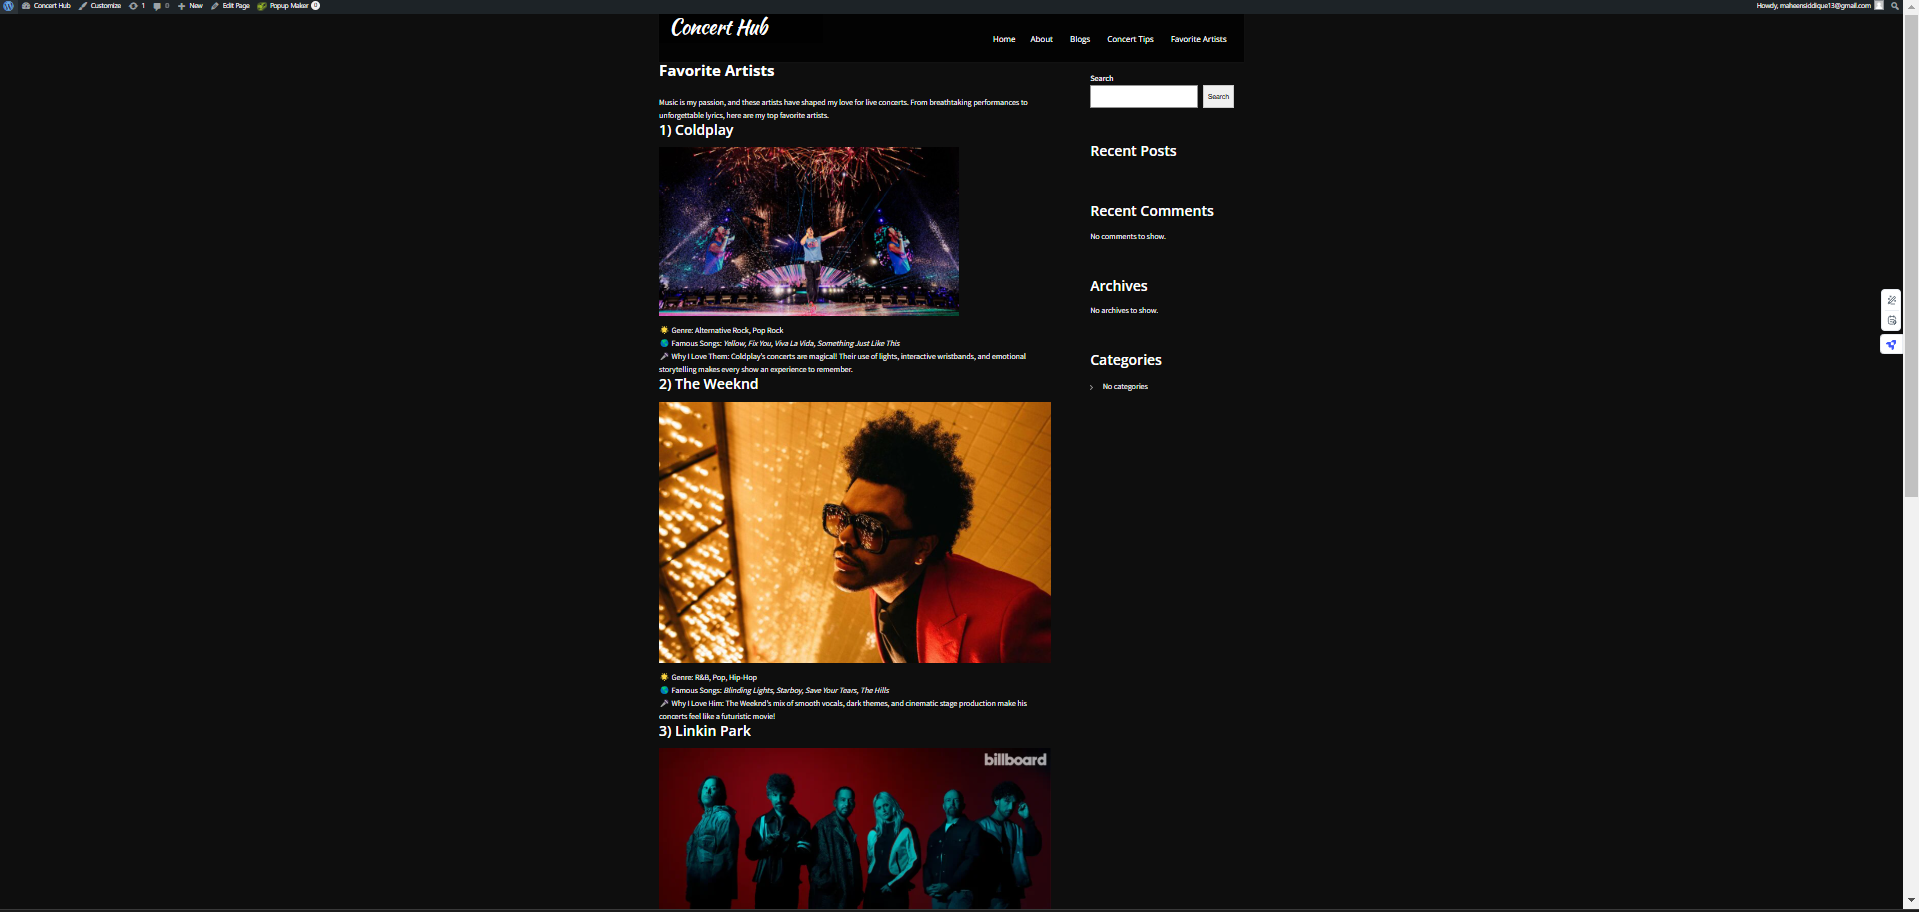 Concert Hub Customize 1 0 New Edit Page Popup Maker 0 Howdy, maheensiddique13@gmail.com
Concert Hub
Home About Blogs Concert Tips Favorite Artists
Favorite Artists
Music is my passion, and these artists have shaped my love for live concerts. From breathtaking performances to
unforgettable lyrics, here are my top favorite artists.
1) Coldplay
🌟 Genre: Alternative Rock, Pop Rock
🌎 Famous Songs: Yellow, Fix You, Viva La Vida, Something Just Like This
🎤 Why I Love Them: Coldplay’s concerts are magical! Their use of lights, interactive wristbands, and emotional
storytelling makes every show an experience to remember.
2) The Weeknd
🌟 Genre: R&B, Pop, Hip-Hop
🌎 Famous Songs: Blinding Lights, Starboy, Save Your Tears, The Hills
🎤 Why I Love Him: The Weeknd’s mix of smooth vocals, dark themes, and cinematic stage production make his
concerts feel like a futuristic movie!
3) Linkin Park
billboard
Search
Search
Recent Posts
Recent Comments
No comments to show.
Archives
No archives to show.
Categories
No categories